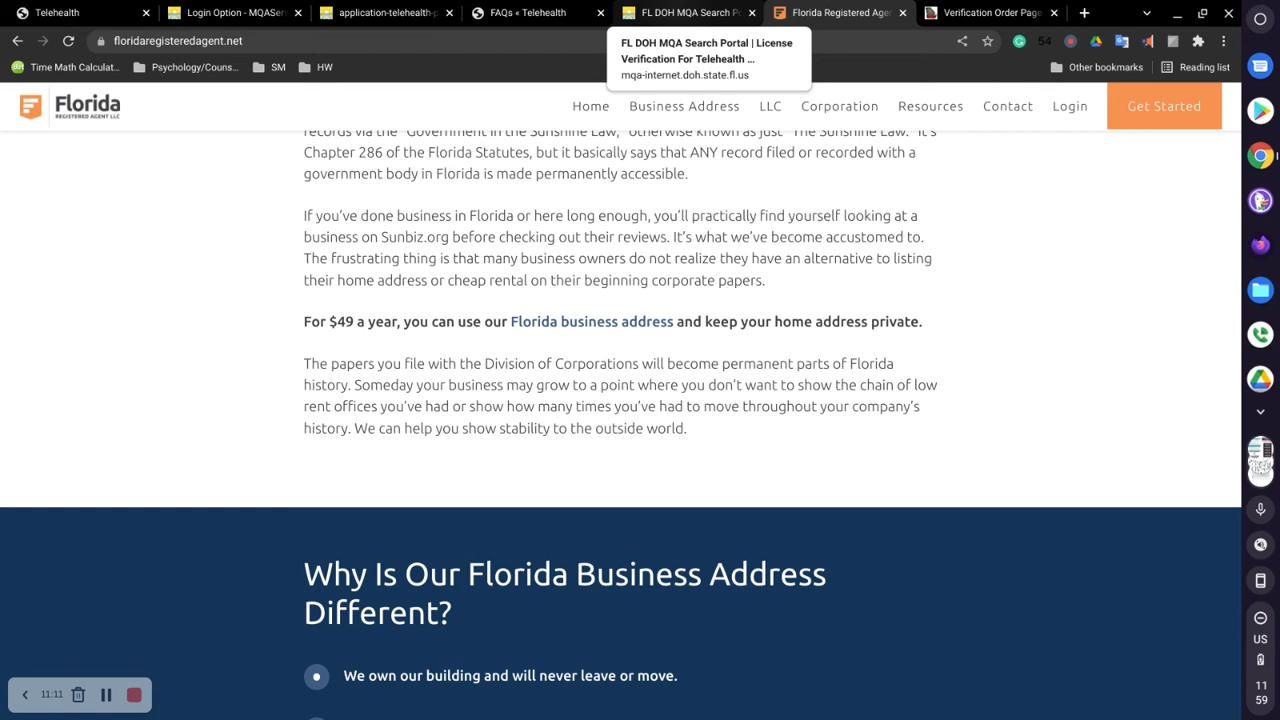 Telehealth
Login Option - MQAServ
application-telehealth-p
FAQs « Telehealth
FL DOH MQA Search Po
Florida Registered Agen
Verification Order Page
floridaregisteredagent.net
54
FL DOH MQA Search Portal | License
Verification For Telehealth ...
mqa-internet.doh.state.fl.us
Time Math Calculat...
Psychology/Couns...
SM
HW
Other bookmarks
Reading list
Florida
REGISTERED AGENT LLC
Home
Business Address
LLC
Corporation
Resources
Contact
Login
Get Started
records via the "Government in the Sunshine Law," otherwise known as just "The Sunshine Law." It's
Chapter 286 of the Florida Statutes, but it basically says that ANY record filed or recorded with a
government body in Florida is made permanently accessible.
If you've done business in Florida or here long enough, you'll practically find yourself looking at a
business on Sunbiz.org before checking out their reviews. It's what we've become accustomed to.
The frustrating thing is that many business owners do not realize they have an alternative to listing
their home address or cheap rental on their beginning corporate papers.
For $49 a year, you can use our Florida business address and keep your home address private.
The papers you file with the Division of Corporations will become permanent parts of Florida
history. Someday your business may grow to a point where you don't want to show the chain of low
rent offices you've had or show how many times you've had to move throughout your company's
history. We can help you show stability to the outside world.
Why Is Our Florida Business Address
Different?
We own our building and will never leave or move.
11:11
US
11
59